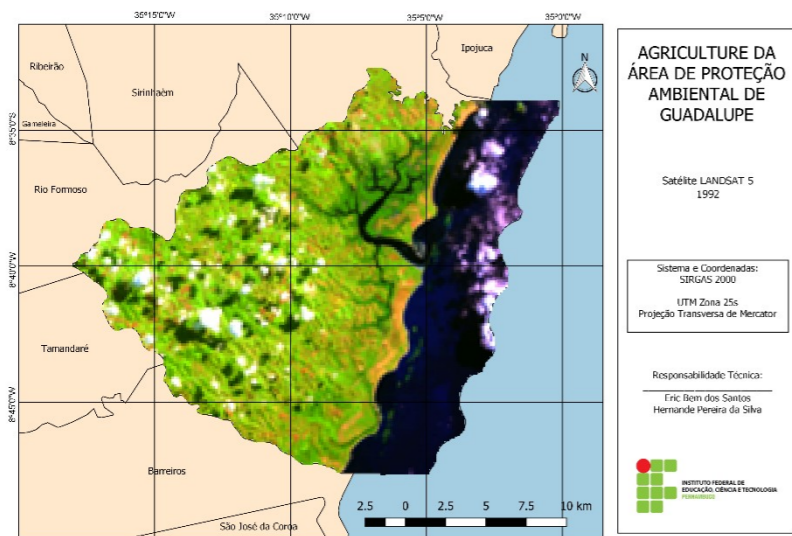 35°15'0"W
35°10'0"W
35°5'0"W
35°0'W
Ipojuca
N
Ribeirão
Sirinhaém
Gameleira
8°35'0"S
Rio Formoso
8°40'0"W
Tamandaré
8°45'0"W
Barreiros
São José da Coroa
2.5 0 2.5 5 7.5 10 km
AGRICULTURE DA
ÁREA DE PROTEÇÃO
AMBIENTAL DE
GUADALUPE
Satélite LANDSAT 5
1992
Sistema e Coordenadas:
SIRGAS 2000
UTM Zona 25s
Projeção Transversa de Mercator
Responsabilidade Técnica:
Eric Bem dos Santos
Hernande Pereira da Silva
INSTITUTO FEDERAL DE
EDUCAÇÃO, CIÊNCIA E TECNOLOGIA
PERNAMBUCO